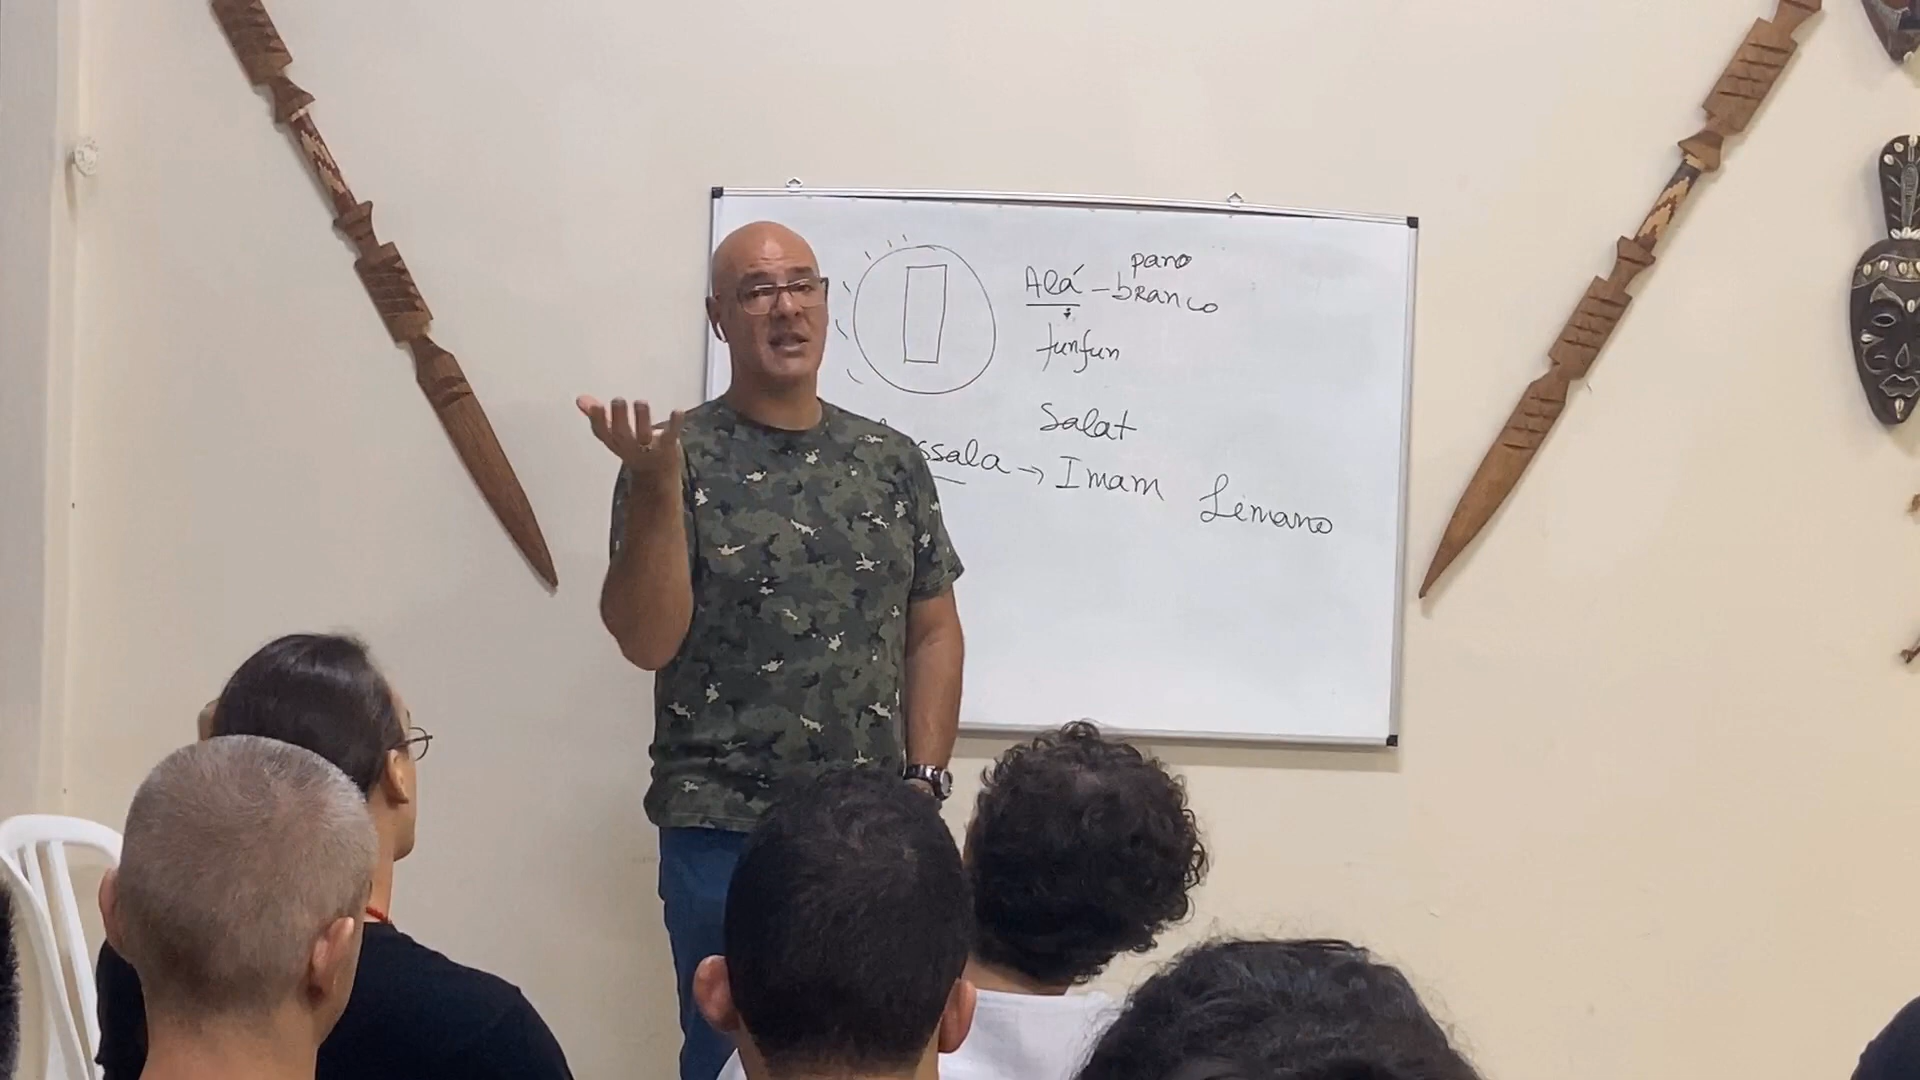 pano
Alá – branco
funfun
Salat
ssala → Imam Lemano